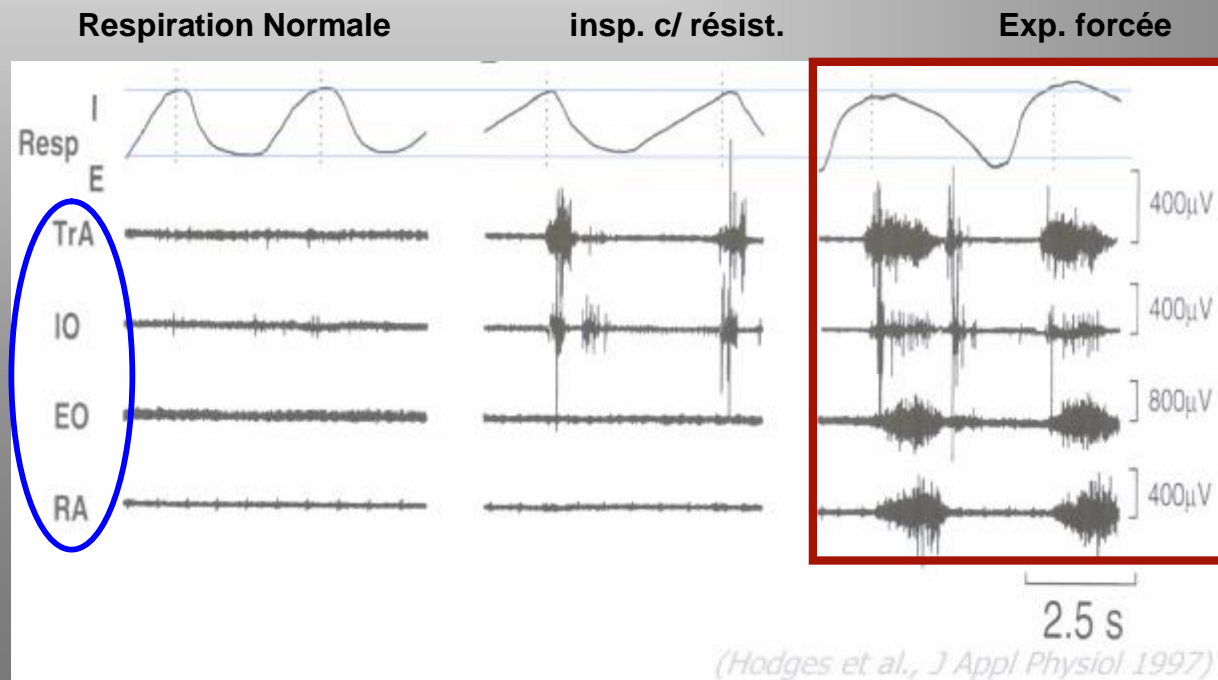 Respiration Normale insp. c/ résist. Exp. forcée
I
Resp
E
TrA 400µV
IO 400µV
EO 800µV
RA 400µV
2.5 s
(Hodges et al., J Appl Physiol 1997)